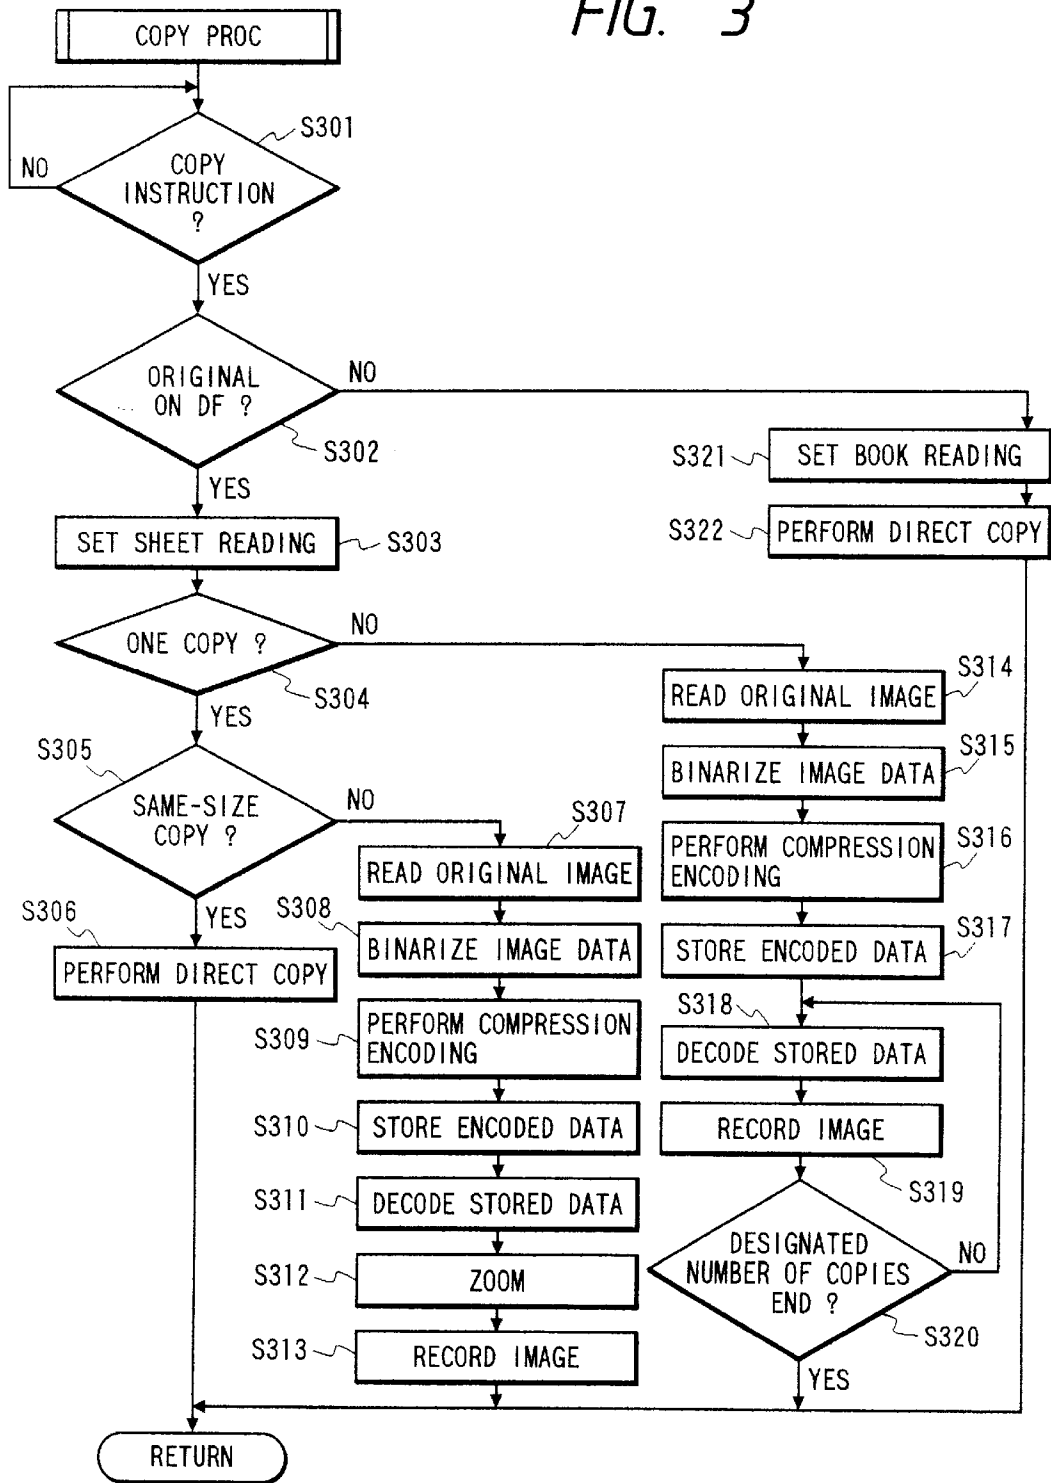 FIG. 3
COPY PROC
S301
NO
COPY
INSTRUCTION
?
YES
ORIGINAL
ON DF ?
NO
S302
YES
S321
SET BOOK READING
S322
PERFORM DIRECT COPY
SET SHEET READING
S303
ONE COPY ?
NO
S304
YES
S314
READ ORIGINAL IMAGE
S315
BINARIZE IMAGE DATA
S316
PERFORM COMPRESSION
ENCODING
S317
STORE ENCODED DATA
S318
DECODE STORED DATA
RECORD IMAGE
S319
DESIGNATED
NUMBER OF COPIES
END ?
NO
S320
YES
S305
SAME-SIZE
COPY ?
NO
YES
S306
PERFORM DIRECT COPY
S307
READ ORIGINAL IMAGE
S308
BINARIZE IMAGE DATA
S309
PERFORM COMPRESSION
ENCODING
S310
STORE ENCODED DATA
S311
DECODE STORED DATA
S312
ZOOM
S313
RECORD IMAGE
RETURN